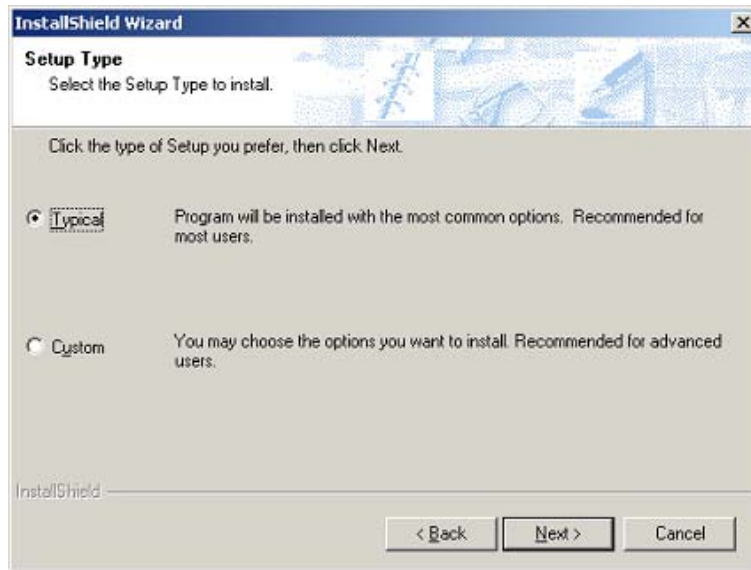 InstallShield Wizard
Setup Type
Select the Setup Type to install.
Click the type of Setup you prefer, then click Next.
Typical
Program will be installed with the most common options. Recommended for
most users.
Custom
You may choose the options you want to install. Recommended for advanced
users.
InstallShield
< Back
Next >
Cancel